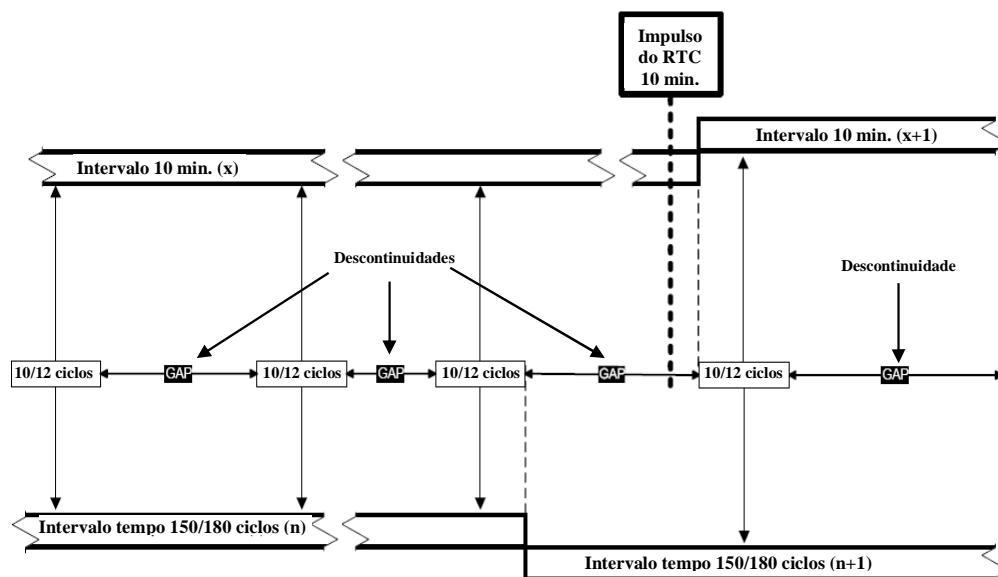 Impulso
do RTC
10 min.
Intervalo 10 min. (x+1)
Intervalo 10 min. (x)
Descontinuidades
Descontinuidade
10/12 ciclos
GAP
10/12 ciclos
GAP
10/12 ciclos
GAP
10/12 ciclos
GAP
Intervalo tempo 150/180 ciclos (n)
Intervalo tempo 150/180 ciclos (n+1)